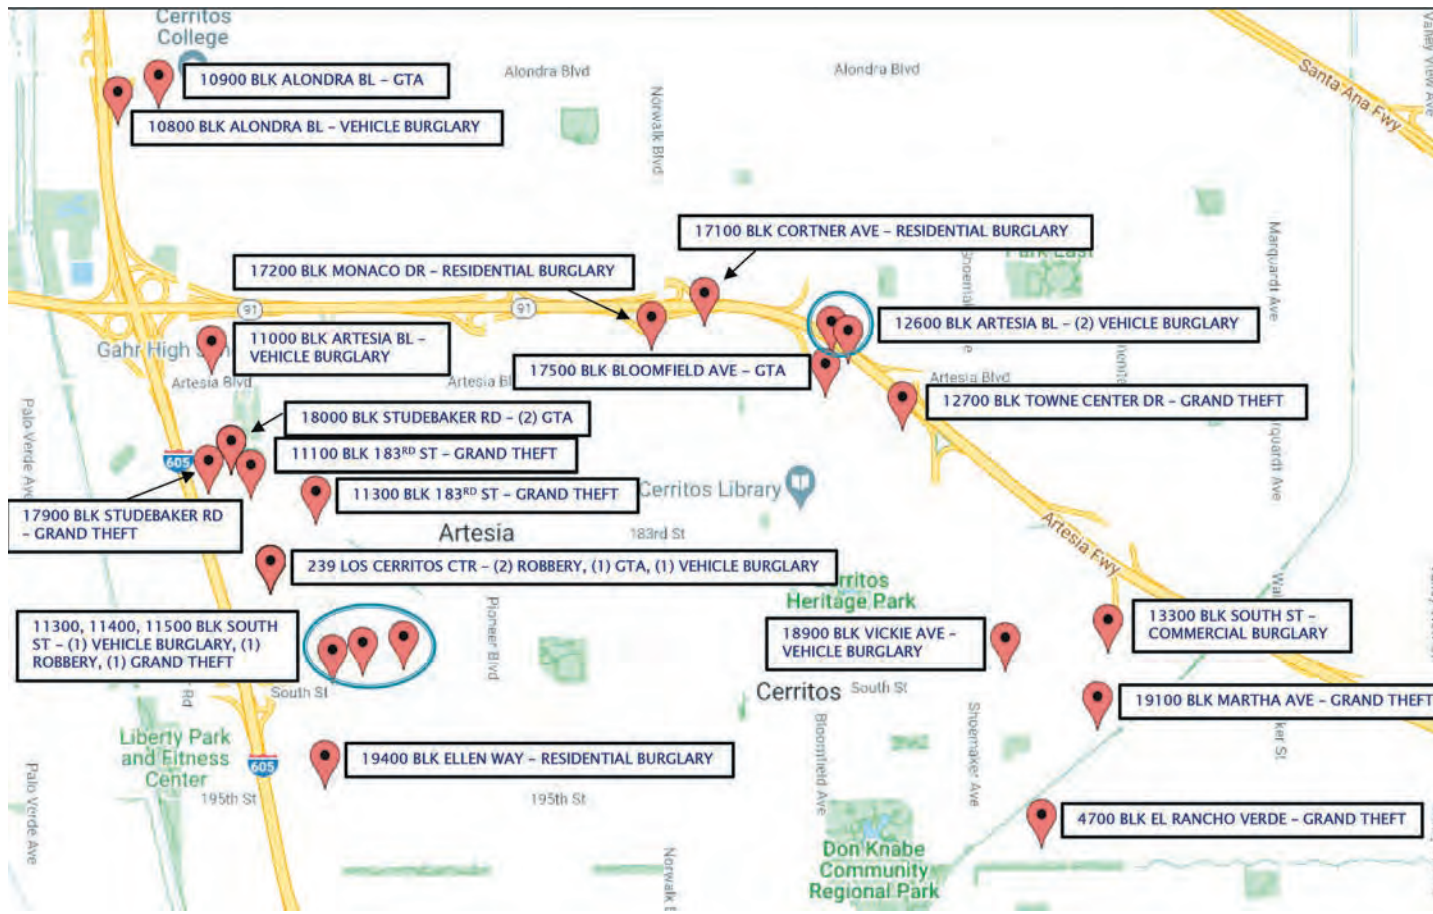 Cerritos
College
10900 BLK ALONDRA BL – GTA
Alondra Blvd
Alondra Blvd
Santa Ana Fwy
Valley View Ave
10800 BLK ALONDRA BL – VEHICLE BURGLARY
Norwalk Blvd
17100 BLK CORTNER AVE – RESIDENTIAL BURGLARY
Marquardt Ave
17200 BLK MONACO DR – RESIDENTIAL BURGLARY
Park East
91
91
12600 BLK ARTESIA BL – (2) VEHICLE BURGLARY
11000 BLK ARTESIA BL –
VEHICLE BURGLARY
Gahr High
17500 BLK BLOOMFIELD AVE – GTA
Artesia Blvd
Artesia Bl
Artesia Blvd
12700 BLK TOWNE CENTER DR – GRAND THEFT
Palo Verde Ave
18000 BLK STUDEBAKER RD – (2) GTA
11100 BLK 183RD ST – GRAND THEFT
605
11300 BLK 183RD ST – GRAND THEFT
Cerritos Library
17900 BLK STUDEBAKER RD
– GRAND THEFT
Artesia
183rd St
Artesia Fwy
239 LOS CERRITOS CTR – (2) ROBBERY, (1) GTA, (1) VEHICLE BURGLARY
Cerritos
Heritage Park
Pioneer Blvd
11300, 11400, 11500 BLK SOUTH
ST – (1) VEHICLE BURGLARY, (1)
ROBBERY, (1) GRAND THEFT
18900 BLK VICKIE AVE –
VEHICLE BURGLARY
13300 BLK SOUTH ST –
COMMERCIAL BURGLARY
Rd
South St
Cerritos
South St
19100 BLK MARTHA AVE – GRAND THEFT
Bloomfield Ave
Shoemaker Ave
ker St
Liberty Park
and Fitness
Center
605
19400 BLK ELLEN WAY – RESIDENTIAL BURGLARY
195th St
195th St
Palo Verde Ave
4700 BLK EL RANCHO VERDE – GRAND THEFT
Don Knabe
Community
Regional Park
Norwalk B